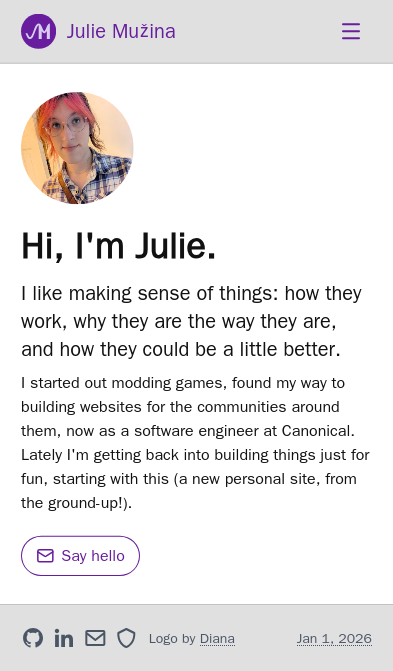 Julie Mužina
Hi, I'm Julie.
I like making sense of things: how they
work, why they are the way they are,
and how they could be a little better.
I started out modding games, found my way to
building websites for the communities around
them, now as a software engineer at Canonical.
Lately I'm getting back into building things just for
fun, starting with this (a new personal site, from
the ground-up!).
Say hello
Logo by Diana
Jan 1, 2026